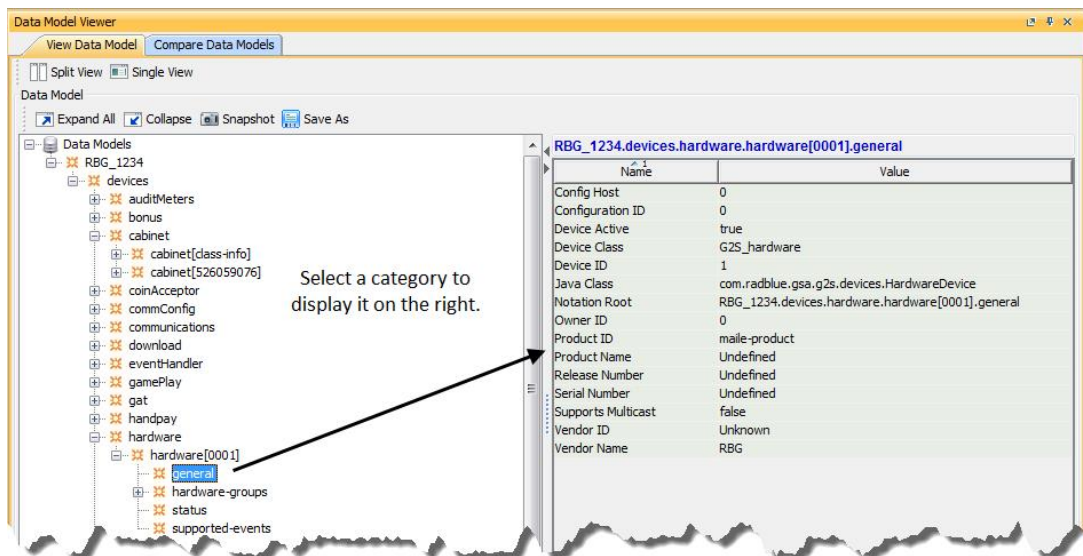 Data Model Viewer
View Data Model
Compare Data Models
Split View
Single View
Data Model
Expand All
Collapse
Snapshot
Save As
Data Models
RBG_1234
devices
auditMeters
bonus
cabinet
cabinet[class-info]
cabinet[526059076]
coinAcceptor
commConfig
communications
download
eventHandler
gamePlay
gat
handpay
hardware
hardware[0001]
general
hardware-groups
status
supported-events
Select a category to
display it on the right.
RBG_1234.devices.hardware.hardware[0001].general
Name 1 Value
Config Host 0
Configuration ID 0
Device Active true
Device Class G2S_hardware
Device ID 1
Java Class com.radblue.gsa.g2s.devices.HardwareDevice
Notation Root RBG_1234.devices.hardware.hardware[0001].general
Owner ID 0
Product ID maile-product
Product Name Undefined
Release Number Undefined
Serial Number Undefined
Supports Multicast false
Vendor ID Unknown
Vendor Name RBG